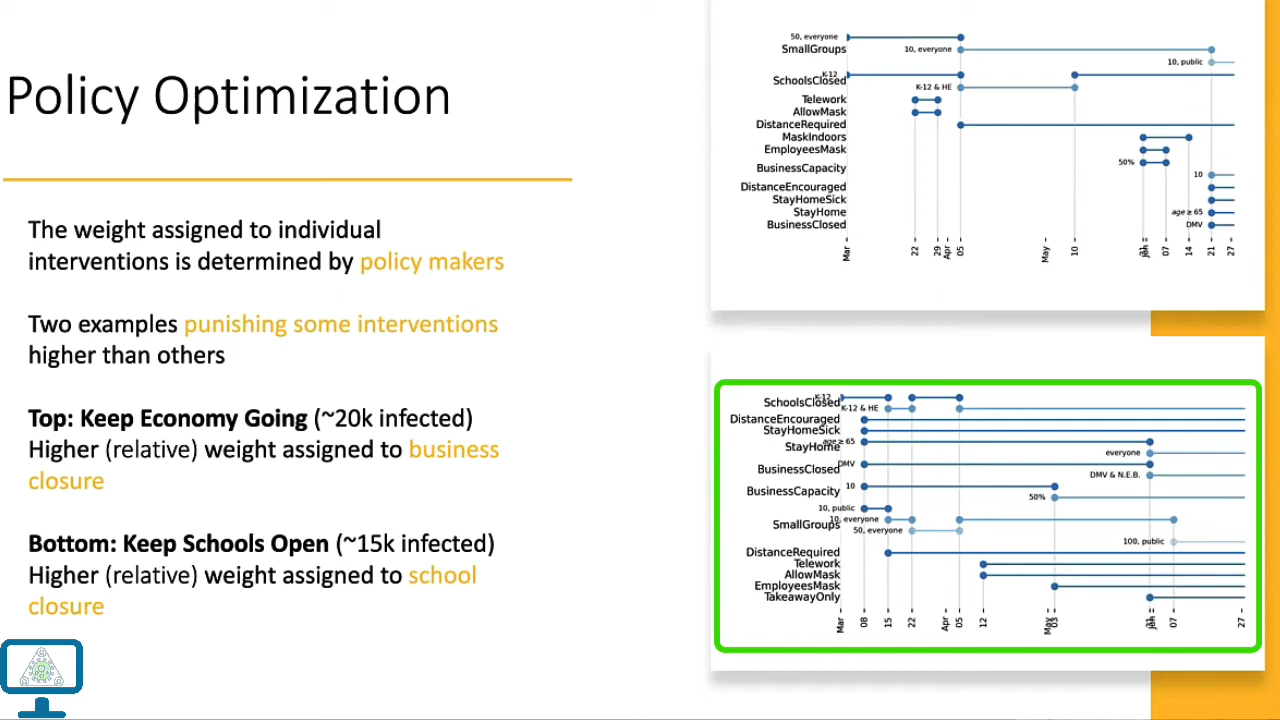 Policy Optimization
The weight assigned to individual
interventions is determined by policy makers
Two examples punishing some interventions
higher than others
Top: Keep Economy Going (~20k infected)
Higher (relative) weight assigned to business
closure
Bottom: Keep Schools Open (~15k infected)
Higher (relative) weight assigned to school
closure
50, everyone
SmallGroups
10, everyone
10, public
K-12
SchoolsClosed
K-12 & HE
Telework
AllowMask
DistanceRequired
MaskIndoors
EmployeesMask
50%
BusinessCapacity
10
DistanceEncouraged
StayHomeSick
StayHome
age ≥ 65
BusinessClosed
DMV
Mar
22
29
Apr
05
May
10
31
Jun
07
14
21
27
K-12
SchoolsClosed
K-12 & HE
DistanceEncouraged
StayHomeSick
StayHome
age ≥ 65
everyone
BusinessClosed
DMV
DMV & N.E.B.
BusinessCapacity
10
50%
10, public
SmallGroups
10, everyone
50, everyone
100, public
DistanceRequired
Telework
AllowMask
EmployeesMask
TakeawayOnly
Mar
08
15
22
Apr
05
12
May
03
31
Jun
07
27